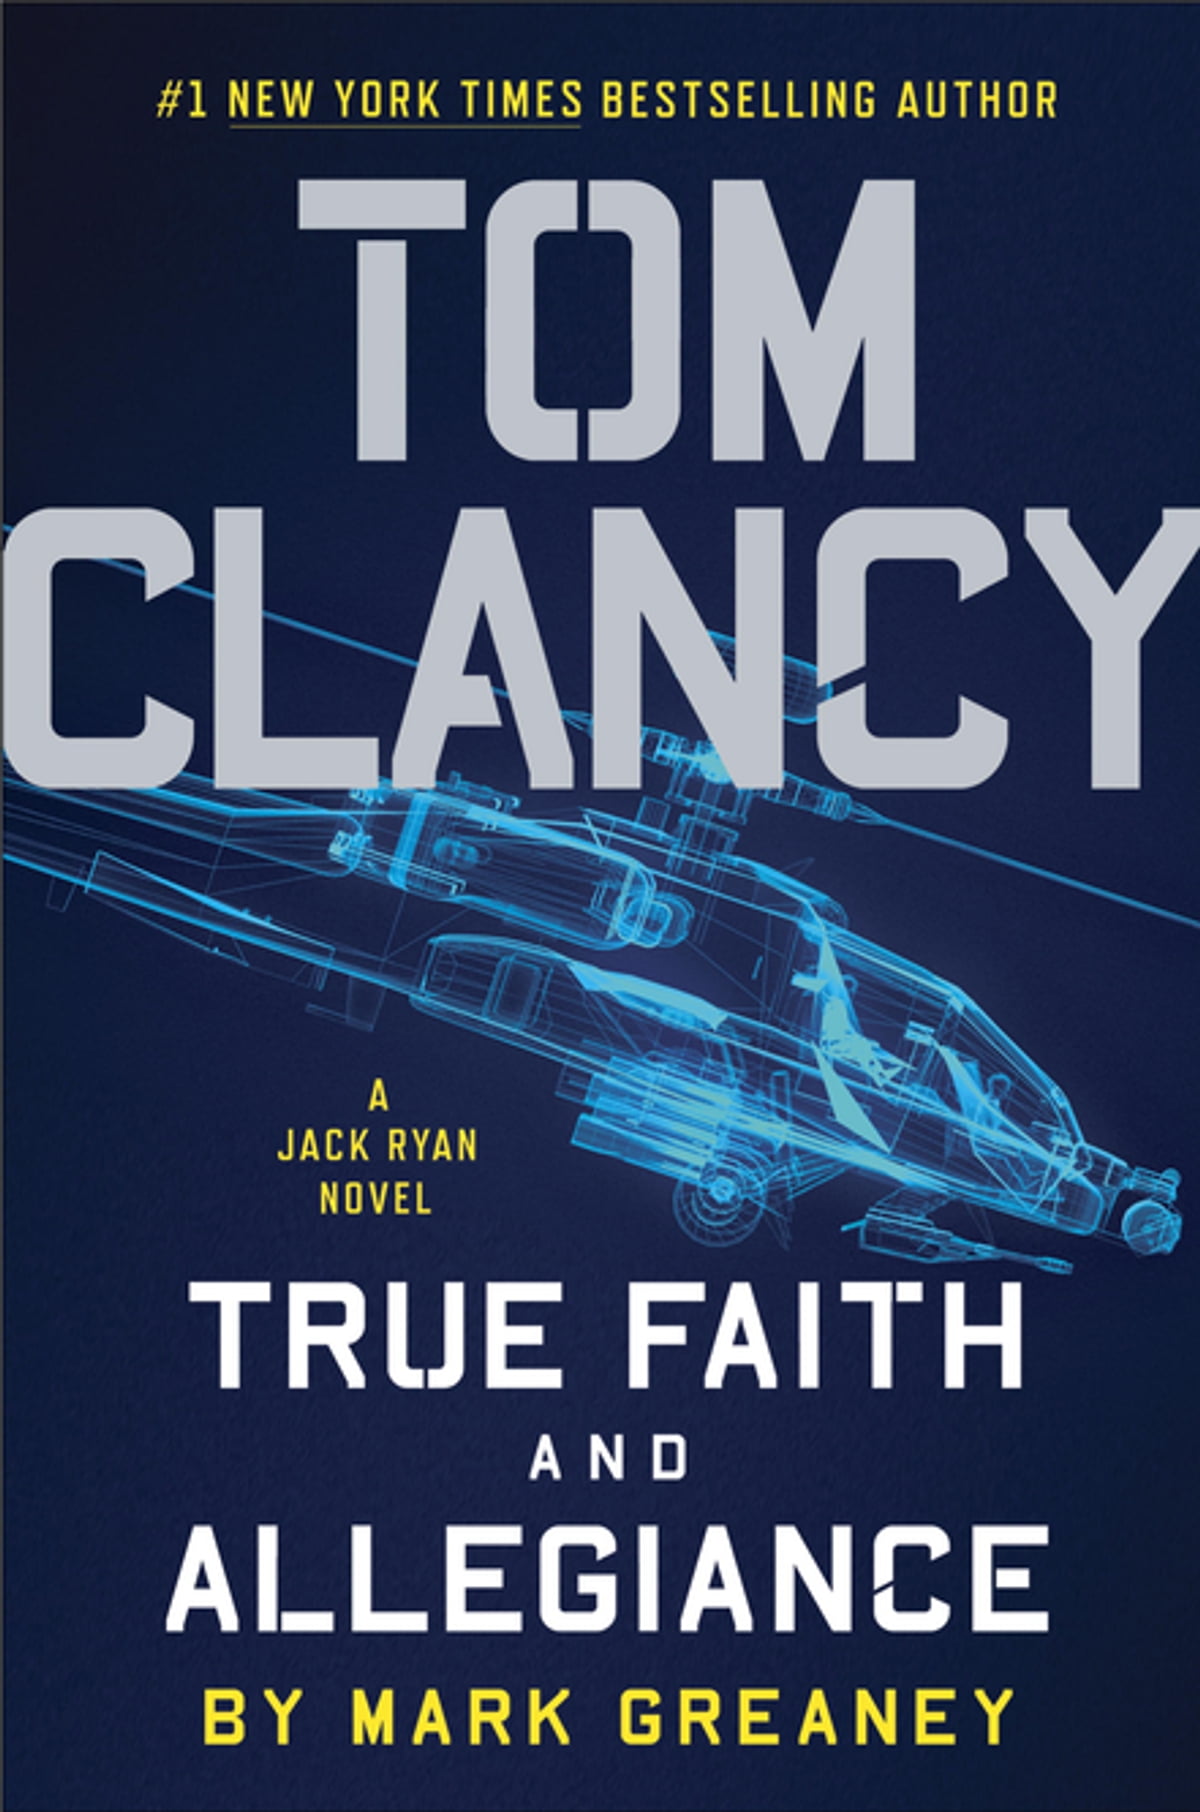 #1 NEW YORK TIMES BESTSELLING AUTHOR
TOM
CLANCY
A
JACK RYAN
NOVEL
TRUE FAITH
AND
ALLEGIANCE
BY MARK GREANEY